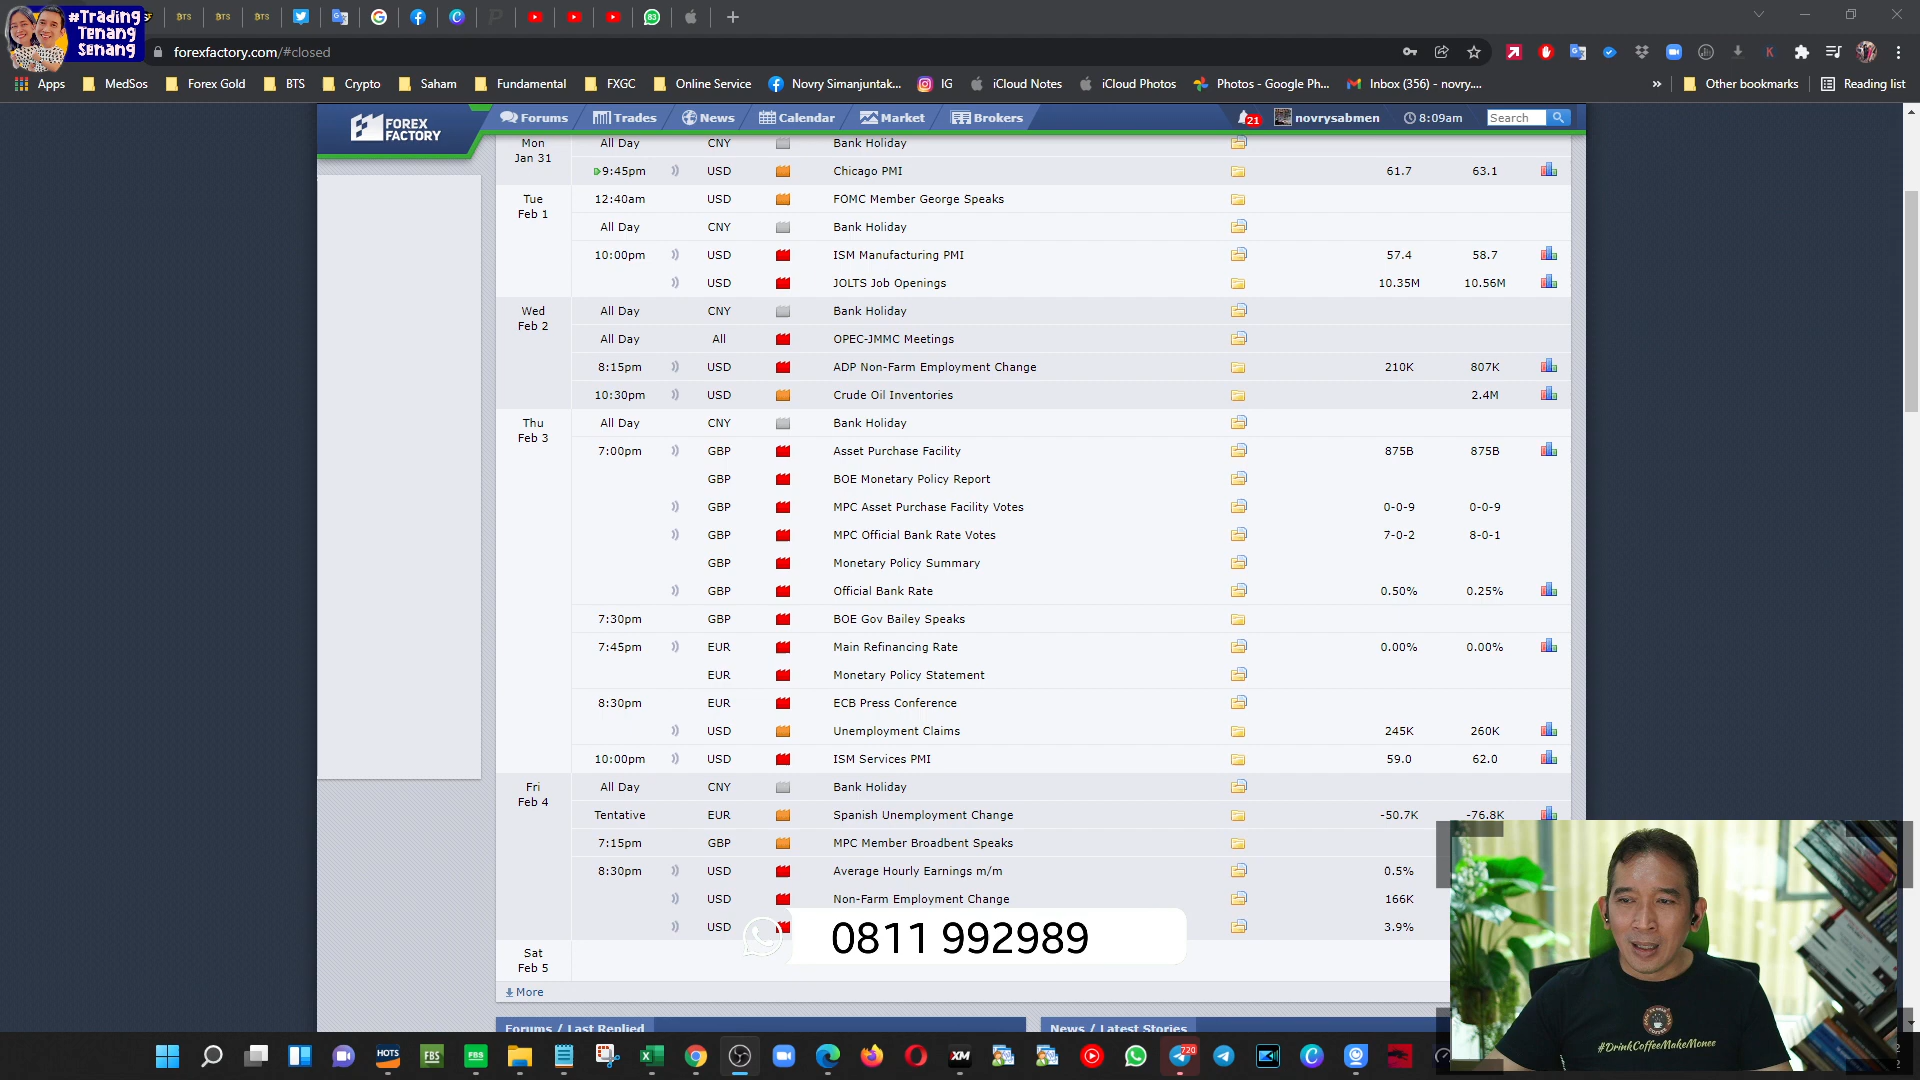 #Trading
Tenang
Senang
BTS
BTS
BTS
83
forexfactory.com/#closed
Apps
MedSos
Forex Gold
BTS
Crypto
Saham
Fundamental
FXGC
Online Service
Novry Simanjuntak...
IG
iCloud Notes
iCloud Photos
Photos - Google Ph...
Inbox (356) - novry....
»
Other bookmarks
Reading list
FOREX
FACTORY
Forums
Trades
News
Calendar
Market
Brokers
21
novrysabmen
8:09am
Search
Mon All Day CNY Bank Holiday
Jan 31
9:45pm USD Chicago PMI 61.7 63.1
Tue 12:40am USD FOMC Member George Speaks
Feb 1
All Day CNY Bank Holiday
10:00pm USD ISM Manufacturing PMI 57.4 58.7
USD JOLTS Job Openings 10.35M 10.56M
Wed All Day CNY Bank Holiday
Feb 2
All Day All OPEC-JMMC Meetings
8:15pm USD ADP Non-Farm Employment Change 210K 807K
10:30pm USD Crude Oil Inventories 2.4M
Thu All Day CNY Bank Holiday
Feb 3
7:00pm GBP Asset Purchase Facility 875B 875B
GBP BOE Monetary Policy Report
GBP MPC Asset Purchase Facility Votes 0-0-9 0-0-9
GBP MPC Official Bank Rate Votes 7-0-2 8-0-1
GBP Monetary Policy Summary
GBP Official Bank Rate 0.50% 0.25%
7:30pm GBP BOE Gov Bailey Speaks
7:45pm EUR Main Refinancing Rate 0.00% 0.00%
EUR Monetary Policy Statement
8:30pm EUR ECB Press Conference
USD Unemployment Claims 245K 260K
10:00pm USD ISM Services PMI 59.0 62.0
Fri All Day CNY Bank Holiday
Feb 4
Tentative EUR Spanish Unemployment Change -50.7K -76.8K
7:15pm GBP MPC Member Broadbent Speaks
8:30pm USD Average Hourly Earnings m/m 0.5%
USD Non-Farm Employment Change 166K
USD 3.9%
0811 992989
Sat
Feb 5
More
Forums / Last Replied
News / Latest Stories
#DrinkCoffeeMakeMonee
HOTS
FBS
FBS
XM
720